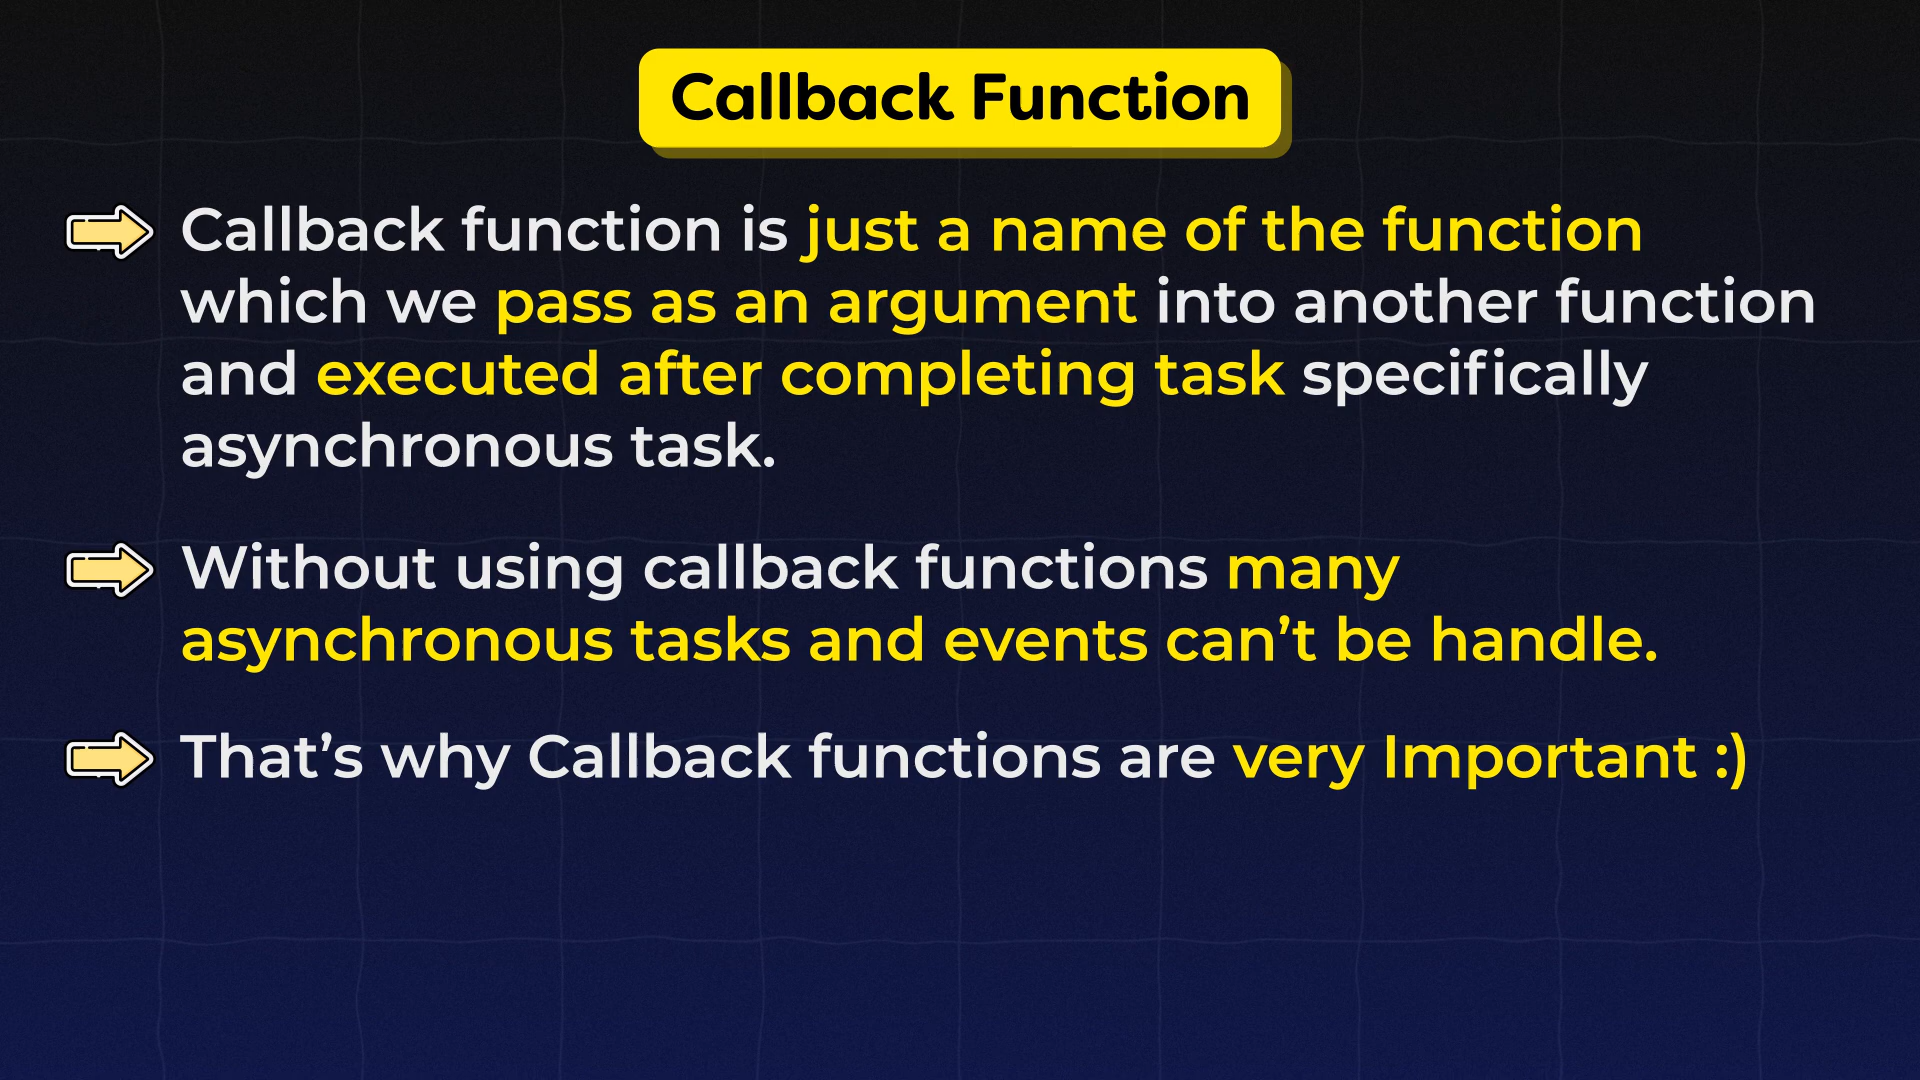 Callback Function
Callback function is just a name of the function
which we pass as an argument into another function
and executed after completing task specifically
asynchronous task.
Without using callback functions many
asynchronous tasks and events can’t be handle.
That’s why Callback functions are very Important :)